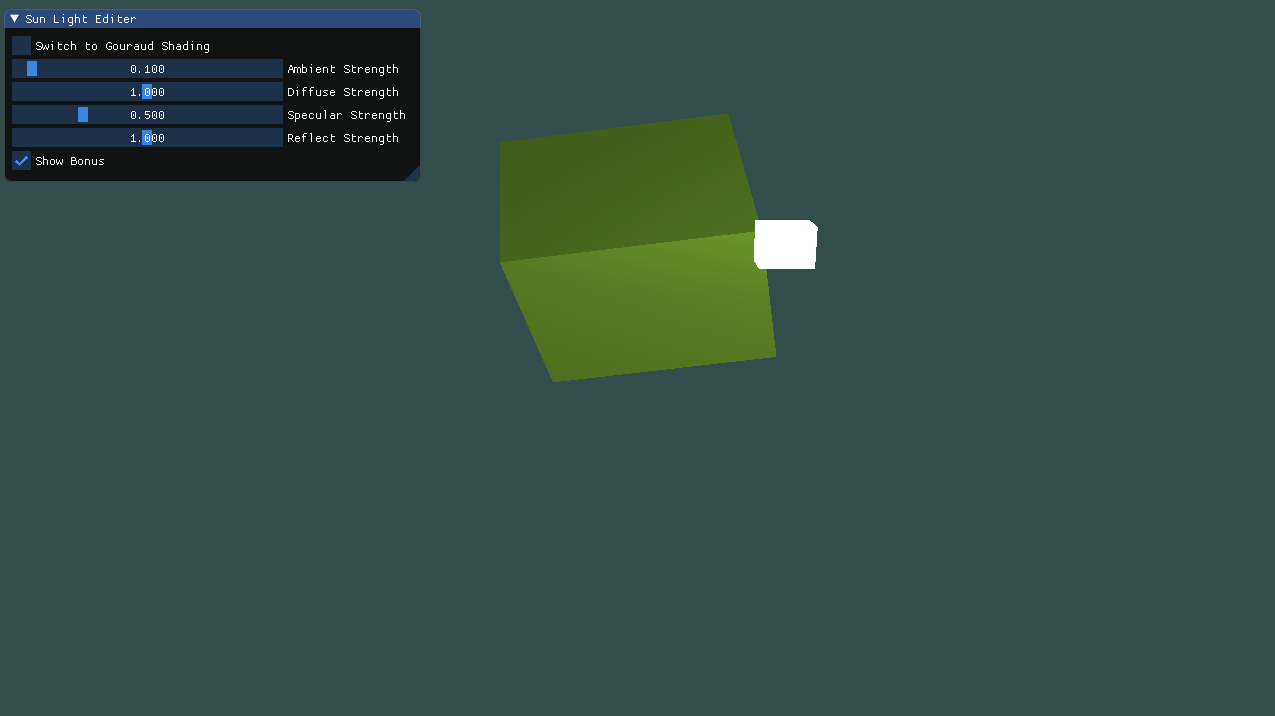 Sun Light Editer
Switch to Gouraud Shading
0.100 Ambient Strength
1.000 Diffuse Strength
0.500 Specular Strength
1.000 Reflect Strength
Show Bonus